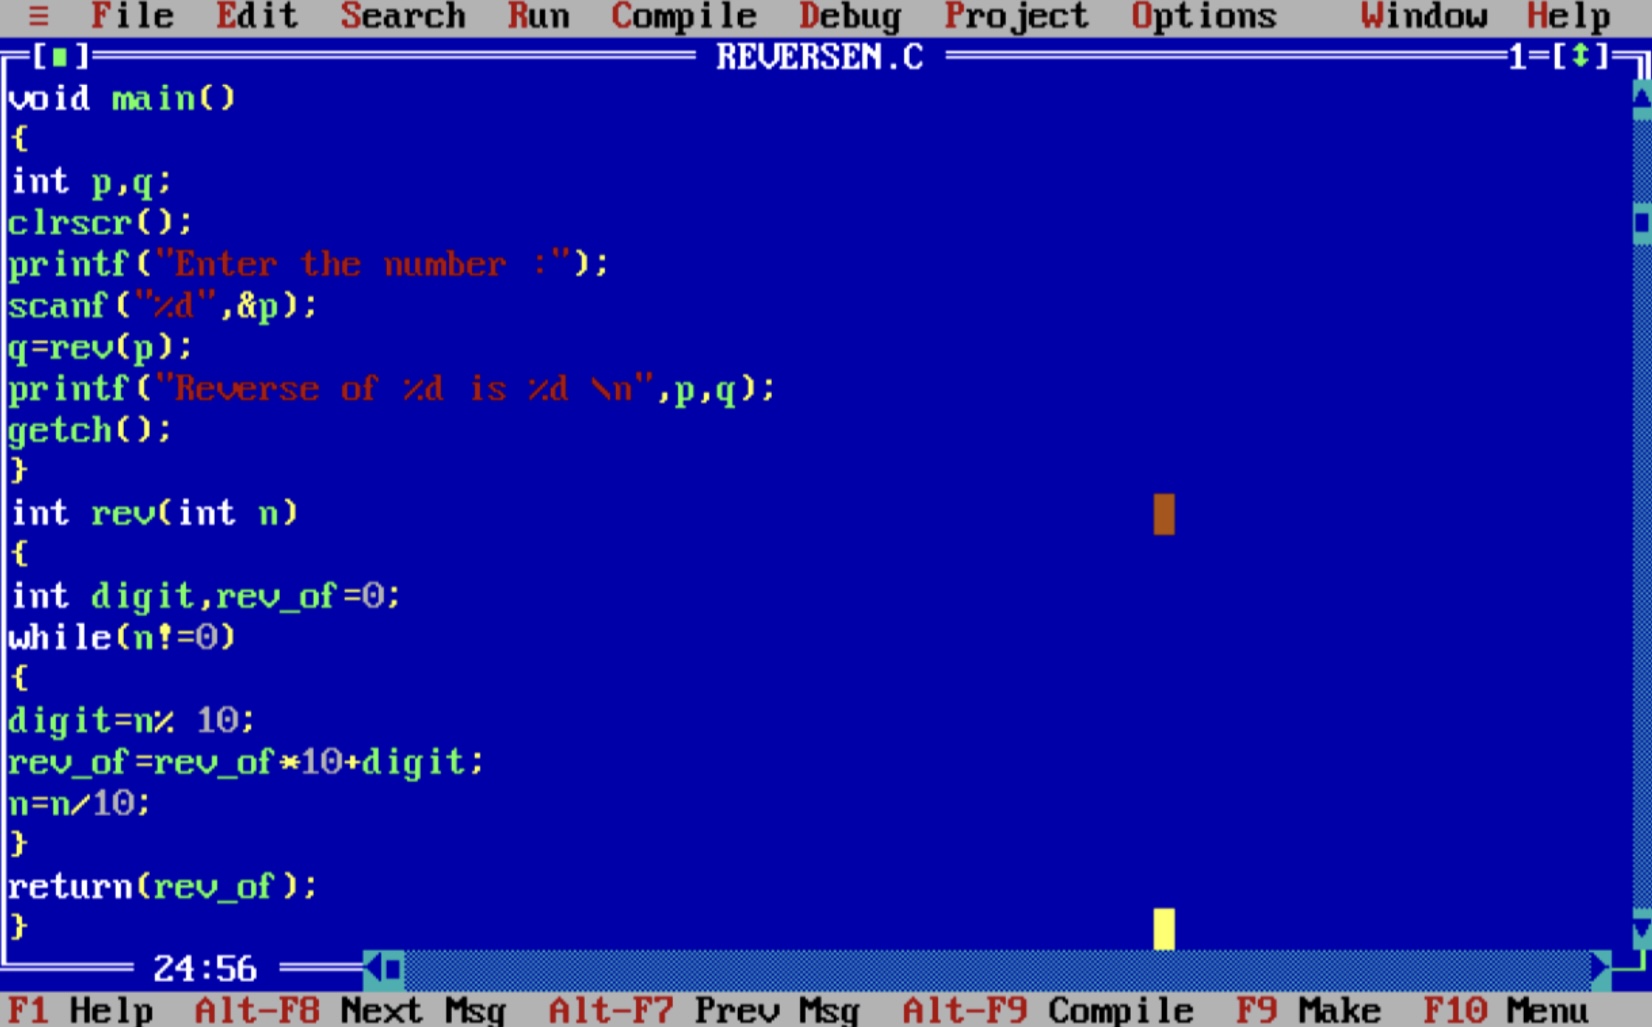 ≡ File Edit Search Run Compile Debug Project Options Window Help
[■] REVERSEN.C 1=[↕]
void main()
{
int p,q;
clrscr();
printf("Enter the number :");
scanf("%d",&p);
q=rev(p);
printf("Reverse of %d is %d \n",p,q);
getch();
}
int rev(int n)
{
int digit,rev_of=0;
while(n!=0)
{
digit=n% 10;
rev_of=rev_of*10+digit;
n=n/10;
}
return(rev_of);
}
24:56
F1 Help Alt-F8 Next Msg Alt-F7 Prev Msg Alt-F9 Compile F9 Make F10 Menu